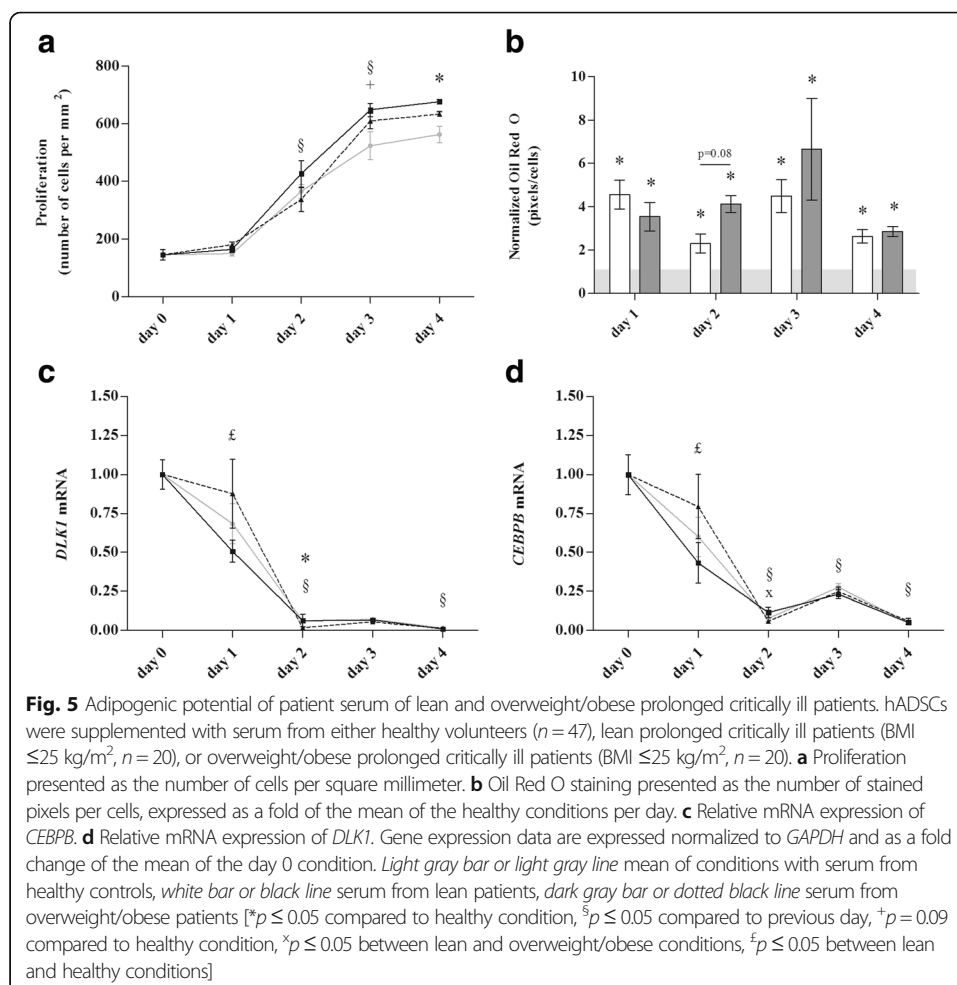 a
Proliferation
(number of cells per mm ²)
800
600
400
200
0
§
§
+
*
day 0
day 1
day 2
day 3
day 4
b
Normalized Oil Red O
(pixels/cells)
10
8
6
4
2
0
*
*
*
p=0.08
*
*
*
*
*
day 1
day 2
day 3
day 4
c
DLK1 mRNA
1.50
1.25
1.00
0.75
0.50
0.25
0.00
£
*
§
§
day 0
day 1
day 2
day 3
day 4
d
CEBPB mRNA
1.50
1.25
1.00
0.75
0.50
0.25
0.00
£
§
x
§
§
day 0
day 1
day 2
day 3
day 4
Fig. 5 Adipogenic potential of patient serum of lean and overweight/obese prolonged critically ill patients. hADSCs
were supplemented with serum from either healthy volunteers (n = 47), lean prolonged critically ill patients (BMI
≤25 kg/m², n = 20), or overweight/obese prolonged critically ill patients (BMI ≤25 kg/m², n = 20). a Proliferation
presented as the number of cells per square millimeter. b Oil Red O staining presented as the number of stained
pixels per cells, expressed as a fold of the mean of the healthy conditions per day. c Relative mRNA expression of
CEBPB. d Relative mRNA expression of DLK1. Gene expression data are expressed normalized to GAPDH and as a fold
change of the mean of the day 0 condition. Light gray bar or light gray line mean of conditions with serum from
healthy controls, white bar or black line serum from lean patients, dark gray bar or dotted black line serum from
overweight/obese patients [*p ≤ 0.05 compared to healthy condition, §p ≤ 0.05 compared to previous day, +p = 0.09
compared to healthy condition, xp ≤ 0.05 between lean and overweight/obese conditions, £p ≤ 0.05 between lean
and healthy conditions]